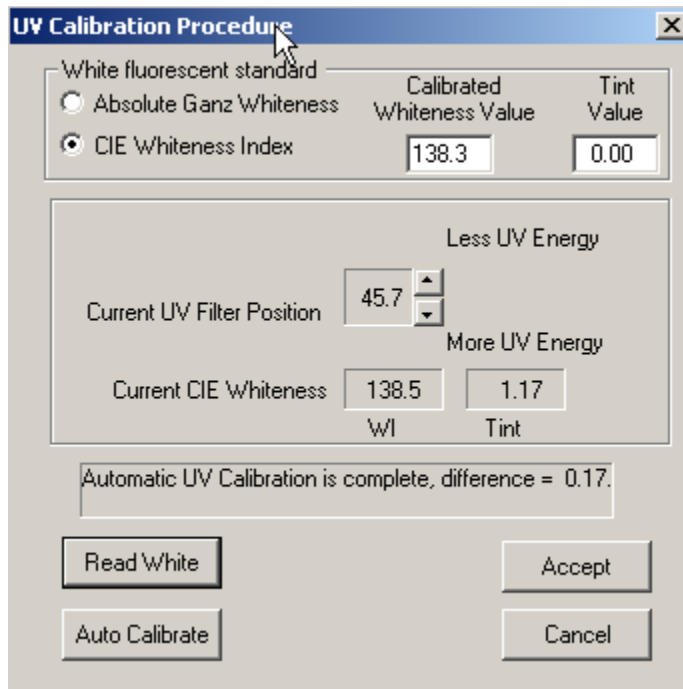 UV Calibration Procedure
White fluorescent standard
Absolute Ganz Whiteness
CIE Whiteness Index
Calibrated
Whiteness Value
138.3
Tint
Value
0.00
Less UV Energy
Current UV Filter Position
45.7
More UV Energy
Current CIE Whiteness
138.5
1.17
WI
Tint
Automatic UV Calibration is complete, difference =  0.17.
Read White
Accept
Auto Calibrate
Cancel